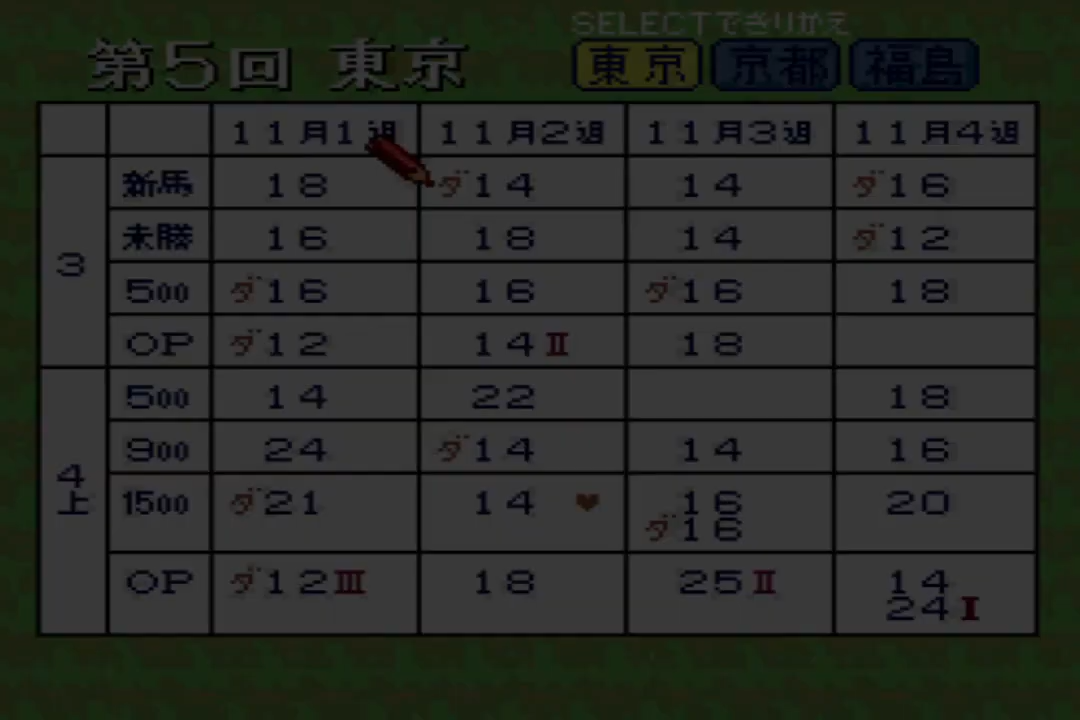 SELECTできりかえ
第5回 東京
東京 京都 福島
11月1週 11月2週 11月3週 11月4週
3
新馬 18 ダ14 14 ダ16
未勝 16 18 14 ダ12
500 ダ16 16 ダ16 18
OP ダ12 14Ⅱ 18
4上
500 14 22 18
900 24 ダ14 14 16
1500 ダ21 14 ♥ 16 20
ダ16
OP ダ12Ⅲ 18 25Ⅱ 14
24Ⅰ